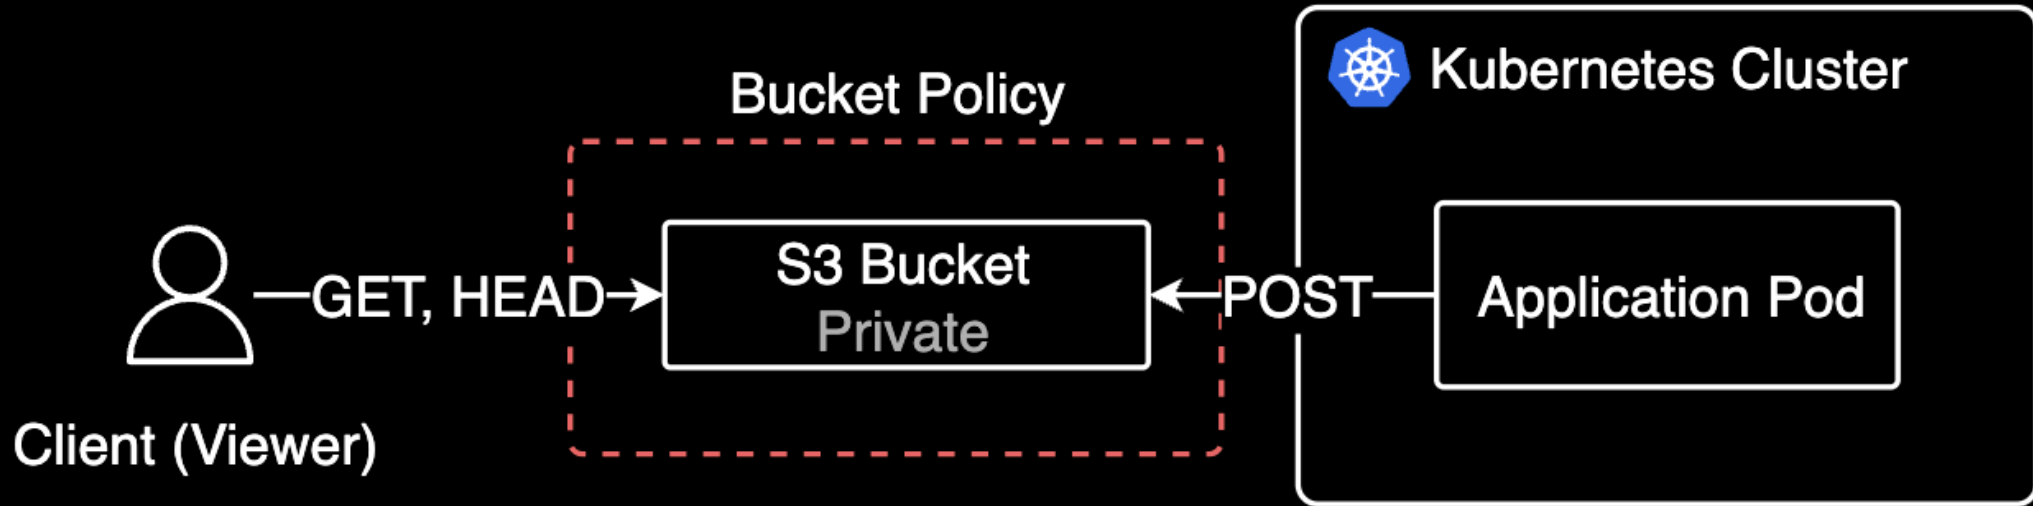 Bucket Policy
Kubernetes Cluster
GET, HEAD
S3 Bucket
Private
POST
Application Pod
Client (Viewer)